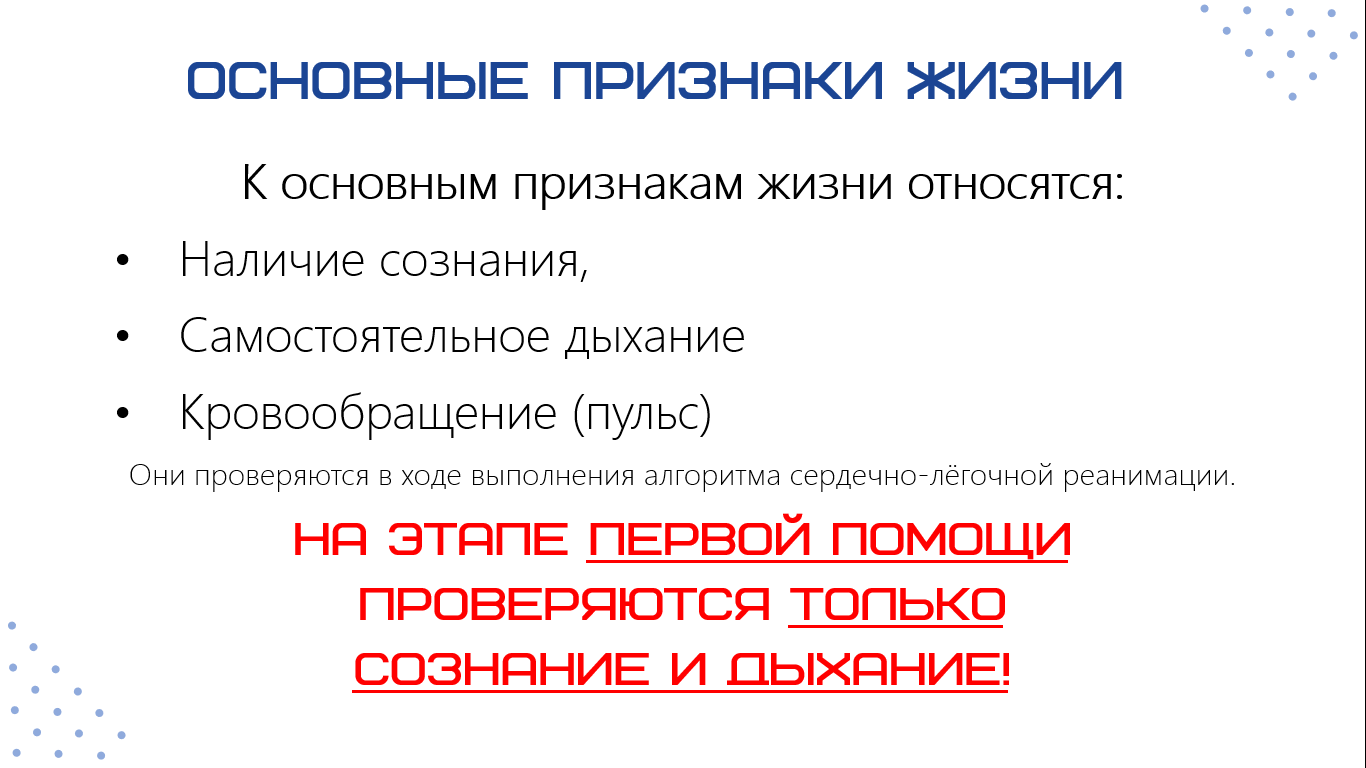 ОСНОВНЫЕ ПРИЗНАКИ ЖИЗНИ
К основным признакам жизни относятся:
• Наличие сознания,
• Самостоятельное дыхание
• Кровообращение (пульс)
Они проверяются в ходе выполнения алгоритма сердечно-лёгочной реанимации.
НА ЭТАПЕ ПЕРВОЙ ПОМОЩИ
ПРОВЕРЯЮТСЯ ТОЛЬКО
СОЗНАНИЕ И ДЫХАНИЕ!